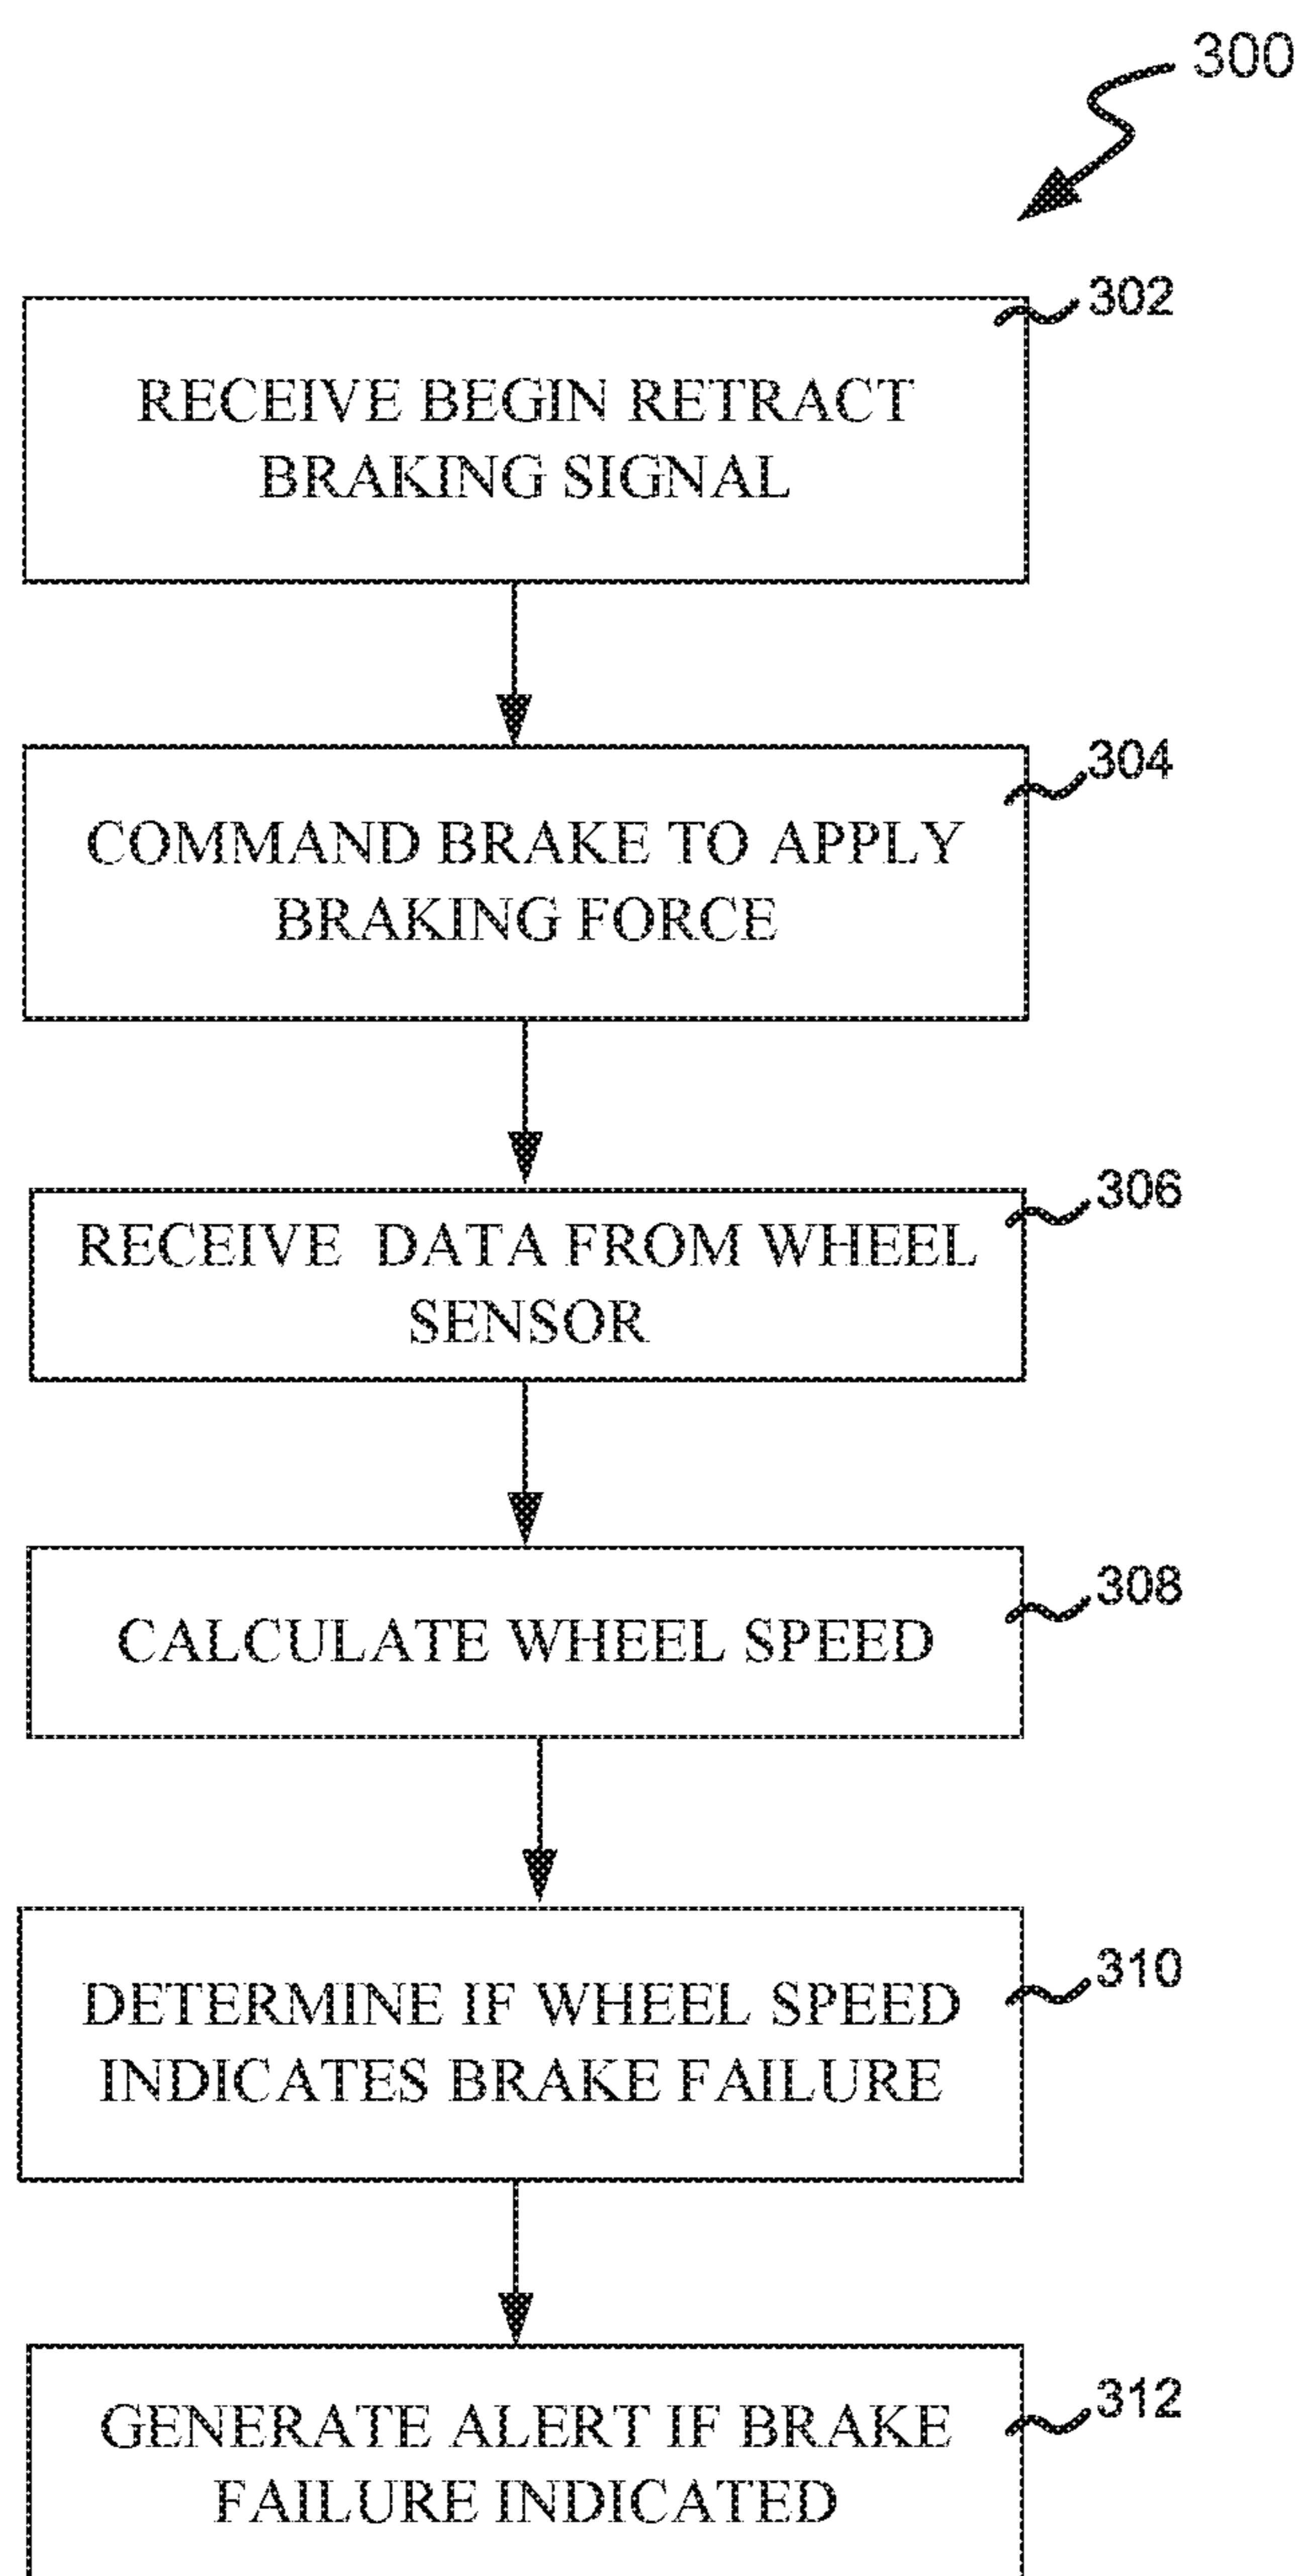 300
302
RECEIVE BEGIN RETRACT
BRAKING SIGNAL
304
COMMAND BRAKE TO APPLY
BRAKING FORCE
306
RECEIVE DATA FROM WHEEL
SENSOR
308
CALCULATE WHEEL SPEED
310
DETERMINE IF WHEEL SPEED
INDICATES BRAKE FAILURE
312
GENERATE ALERT IF BRAKE
FAILURE INDICATED